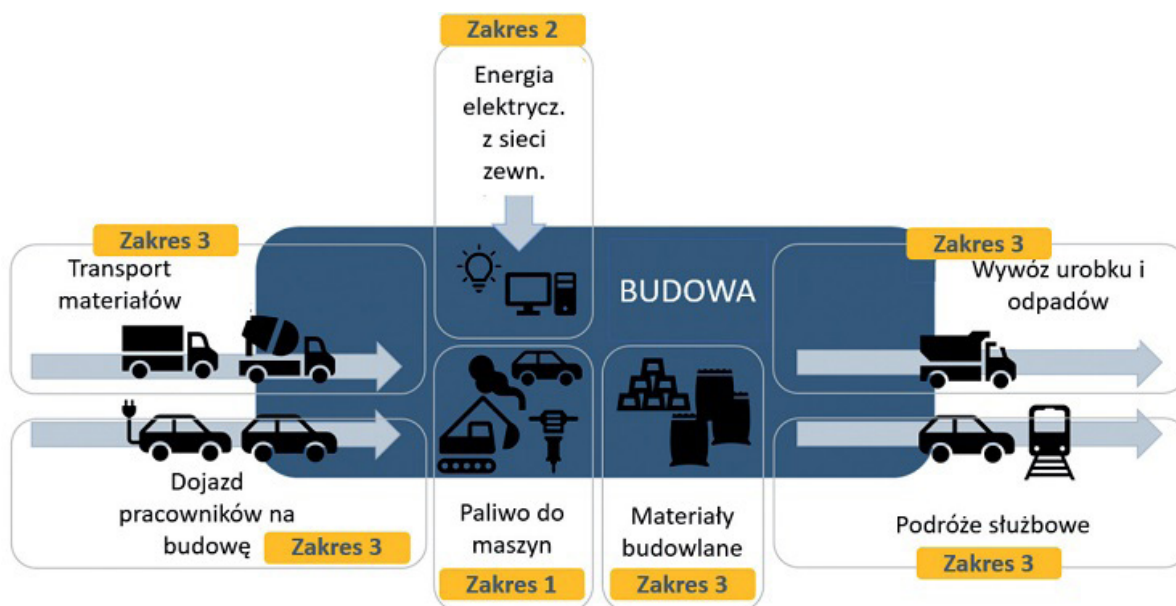 Zakres 2
Energia
elektrycz.
z sieci
zewn.
Zakres 3
Transport
materiałów
BUDOWA
Zakres 3
Wywóz urobku i
odpadów
Dojazd
pracowników na
budowę
Zakres 3
Paliwo do
maszyn
Zakres 1
Materiały
budowlane
Zakres 3
Podróże służbowe
Zakres 3